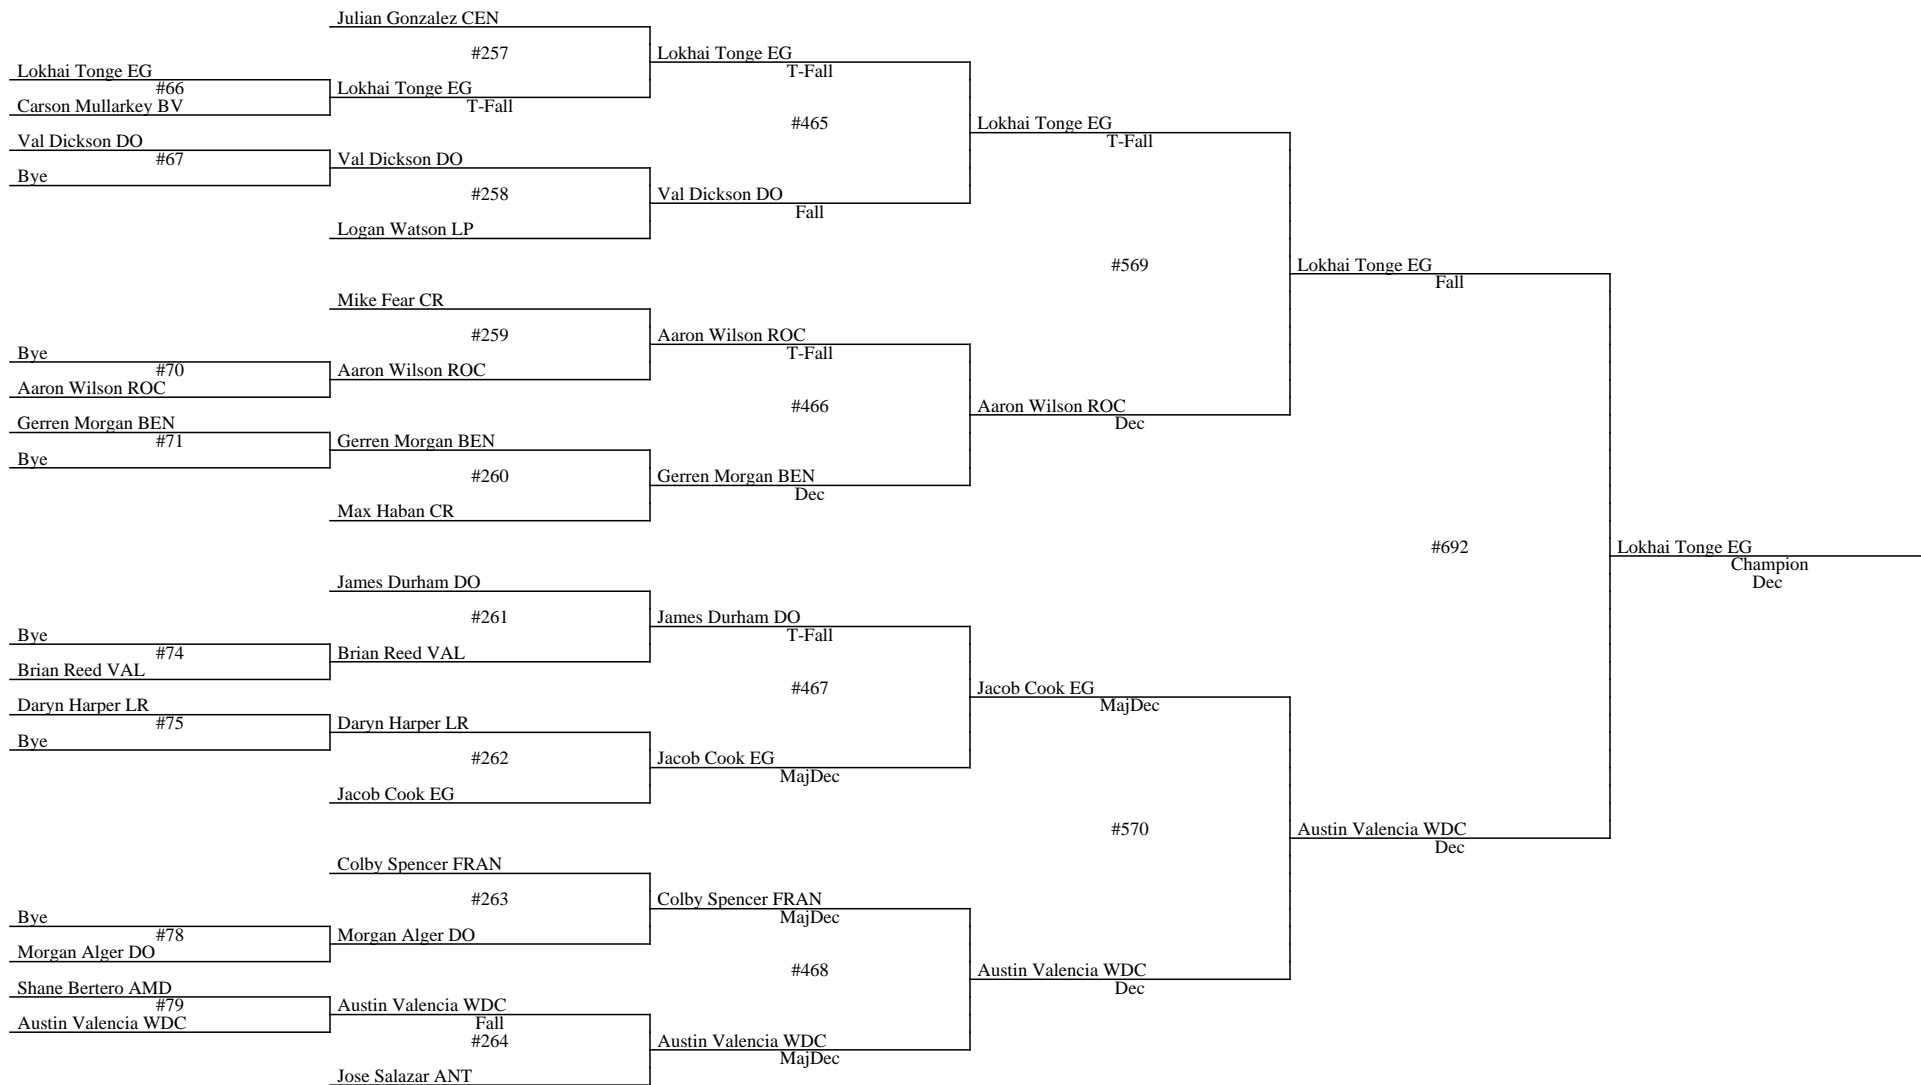 Julian Gonzalez CEN
#257
Lokhai Tonge EG
T-Fall
Lokhai Tonge EG
#66
Carson Mullarkey BV
Lokhai Tonge EG
T-Fall
#465
Lokhai Tonge EG
T-Fall
Val Dickson DO
#67
Bye
Val Dickson DO
#258
Val Dickson DO
Fall
Logan Watson LP
#569
Lokhai Tonge EG
Fall
Mike Fear CR
#259
Aaron Wilson ROC
T-Fall
Bye
#70
Aaron Wilson ROC
Aaron Wilson ROC
#466
Aaron Wilson ROC
Dec
Gerren Morgan BEN
#71
Bye
Gerren Morgan BEN
#260
Gerren Morgan BEN
Dec
Max Haban CR
#692
Lokhai Tonge EG
Champion
Dec
James Durham DO
#261
James Durham DO
T-Fall
Bye
#74
Brian Reed VAL
Brian Reed VAL
#467
Jacob Cook EG
MajDec
Daryn Harper LR
#75
Bye
Daryn Harper LR
#262
Jacob Cook EG
MajDec
Jacob Cook EG
#570
Austin Valencia WDC
Dec
Colby Spencer FRAN
#263
Colby Spencer FRAN
MajDec
Bye
#78
Morgan Alger DO
Morgan Alger DO
#468
Austin Valencia WDC
Dec
Shane Bertero AMD
#79
Austin Valencia WDC
Austin Valencia WDC
Fall
#264
Austin Valencia WDC
MajDec
Jose Salazar ANT